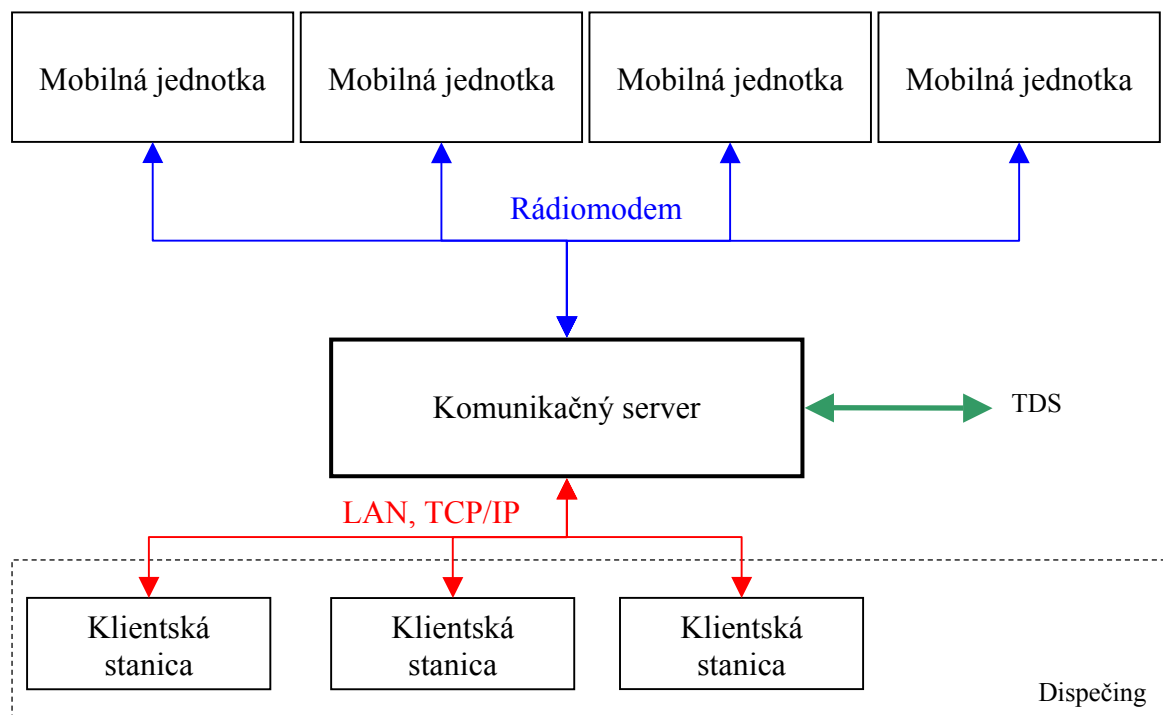 Mobilná jednotka
Mobilná jednotka
Mobilná jednotka
Mobilná jednotka
Rádiomodem
Komunikačný server
TDS
LAN, TCP/IP
Klientská
stanica
Klientská
stanica
Klientská
stanica
Dispečing